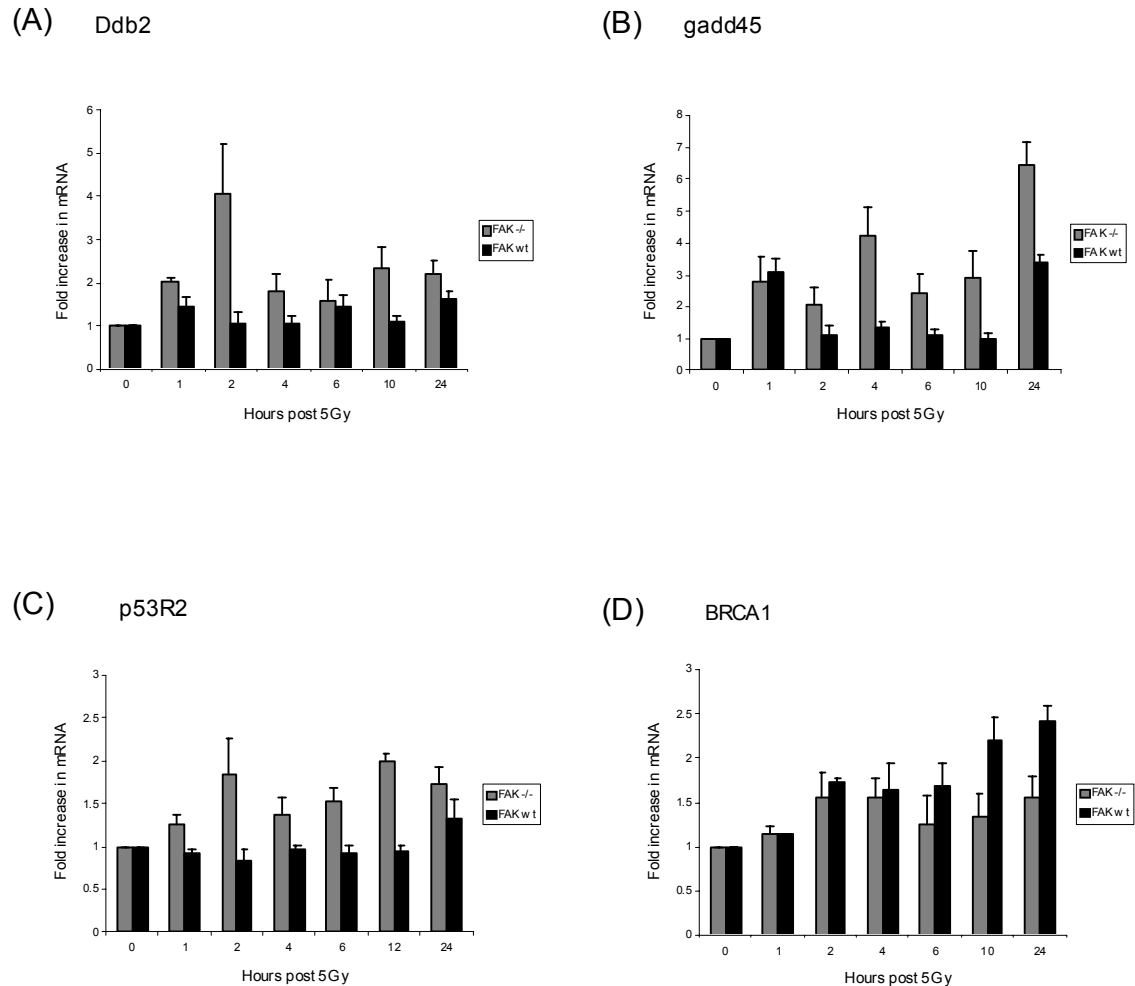 (A) Ddb2
Fold increase in mRNA
6
5
4
3
2
1
0
0 1 2 4 6 10 24
Hours post 5Gy
FAK -/-
FAK wt
(B) gadd45
Fold increase in mRNA
8
7
6
5
4
3
2
1
0
0 1 2 4 6 10 24
Hours post 5Gy
FAK -/-
FAK wt
(C) p53R2
Fold increase in mRNA
3
2.5
2
1.5
1
0.5
0
0 1 2 4 6 12 24
Hours post 5Gy
FAK -/-
FAK wt
(D) BRCA1
Fold increase in mRNA
3
2.5
2
1.5
1
0.5
0
0 1 2 4 6 10 24
Hours post 5Gy
FAK -/-
FAK wt